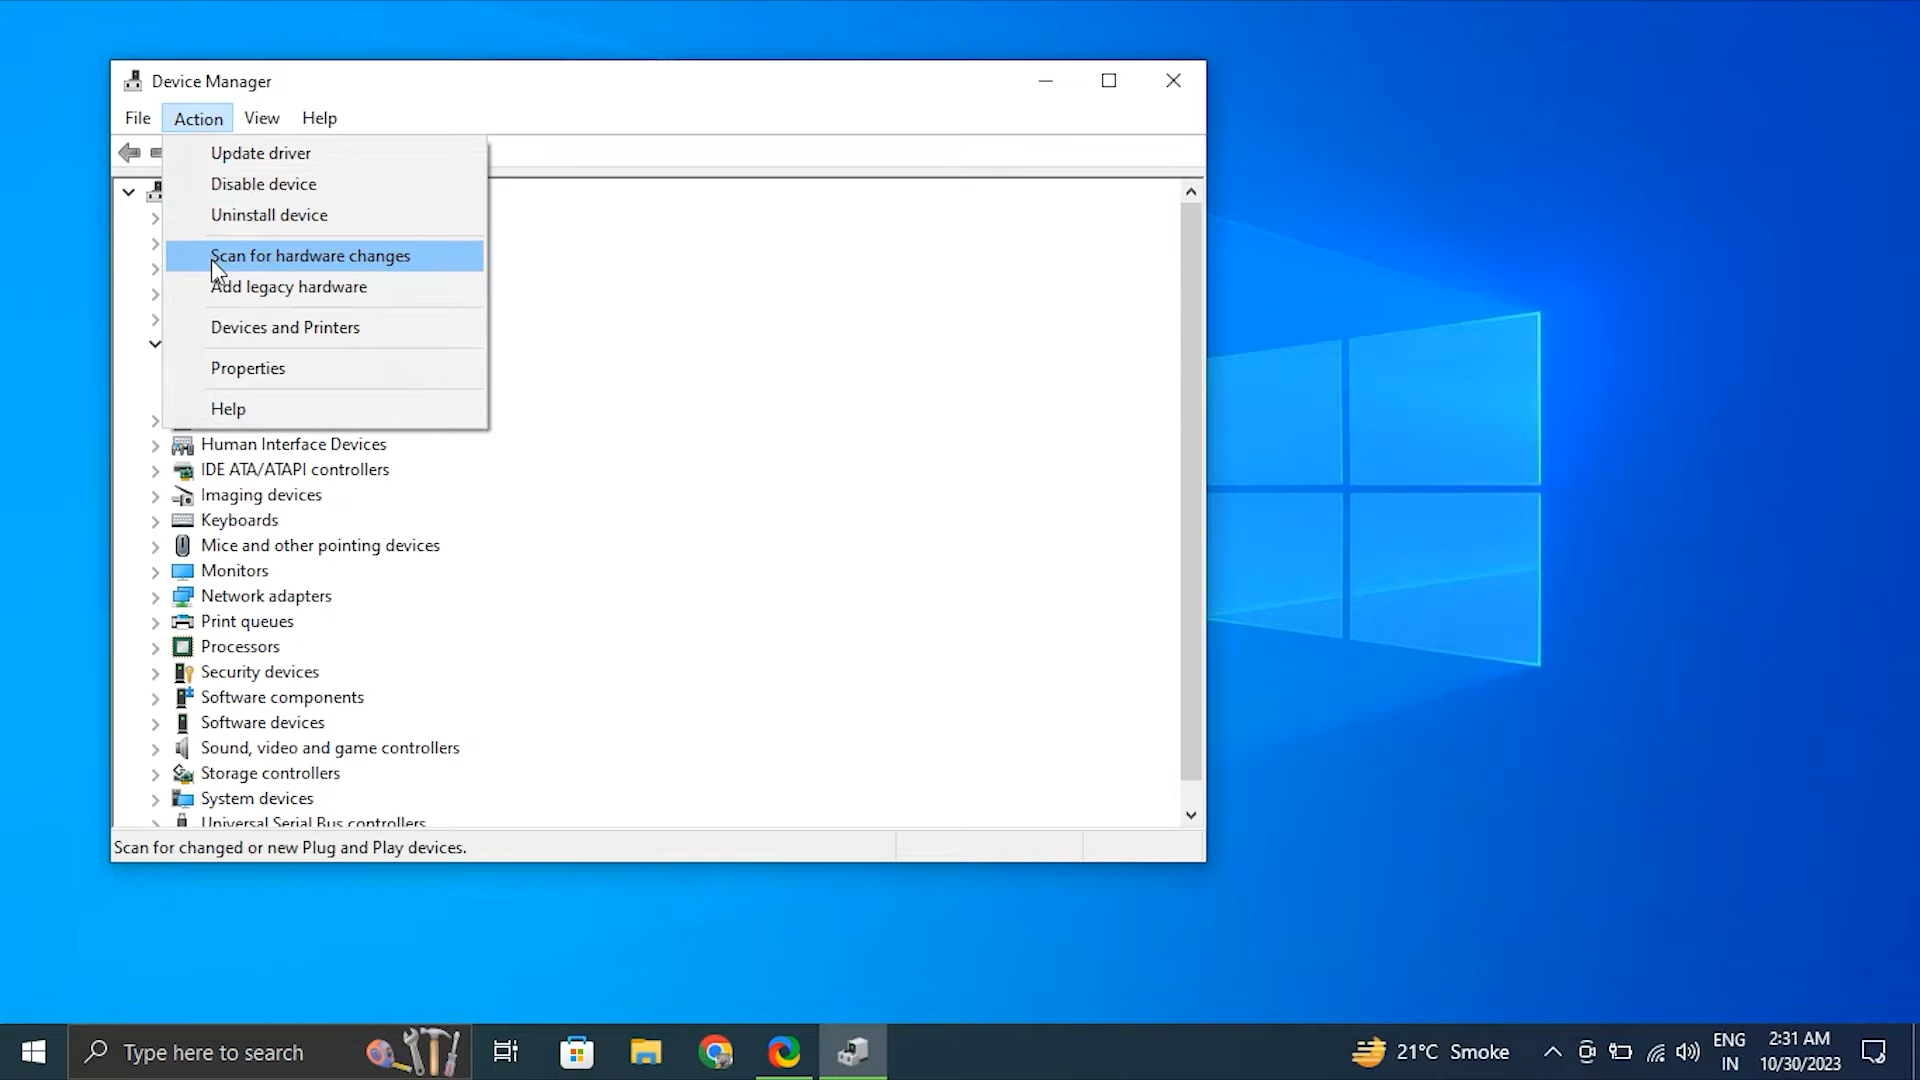 Device Manager
File Action View Help
Update driver
Disable device
Uninstall device
Scan for hardware changes
Add legacy hardware
Devices and Printers
Properties
Help
Human Interface Devices
IDE ATA/ATAPI controllers
Imaging devices
Keyboards
Mice and other pointing devices
Monitors
Network adapters
Print queues
Processors
Security devices
Software components
Software devices
Sound, video and game controllers
Storage controllers
System devices
Universal Serial Bus controllers
Scan for changed or new Plug and Play devices.
Type here to search
21°C Smoke
ENG
IN
2:31 AM
10/30/2023